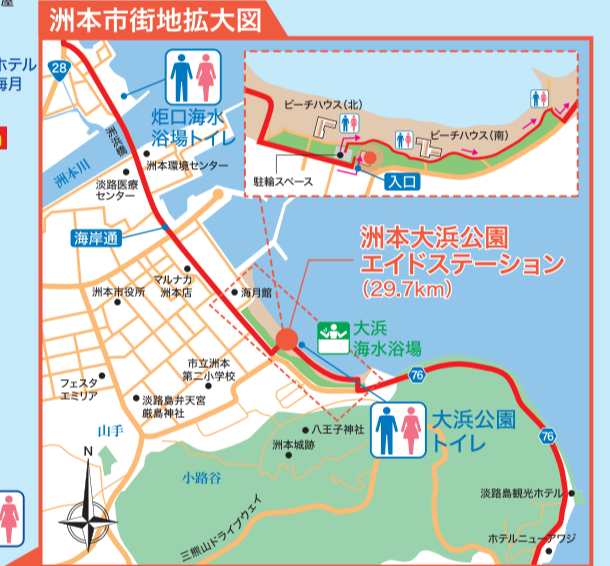 屋
洲本市街地拡大図
ホテル
海月
28
炬口海水
浴場トイレ
洲浜橋
洲本川
洲本環境センター
淡路医療
センター
ビーチハウス(北)
ビーチハウス(南)
駐輪スペース
入口
海岸通
洲本大浜公園
エイドステーション
(29.7km)
マルナカ
洲本店
海月館
洲本市役所
大浜
海水浴場
市立洲本
第二小学校
76
フェスタ
エミリア
淡路島弁天宮
厳島神社
大浜公園
トイレ
山手
八王子神社
洲本城跡
76
N
小路谷
淡路島観光ホテル
三熊山ドライブウェイ
ホテルニューアワジ